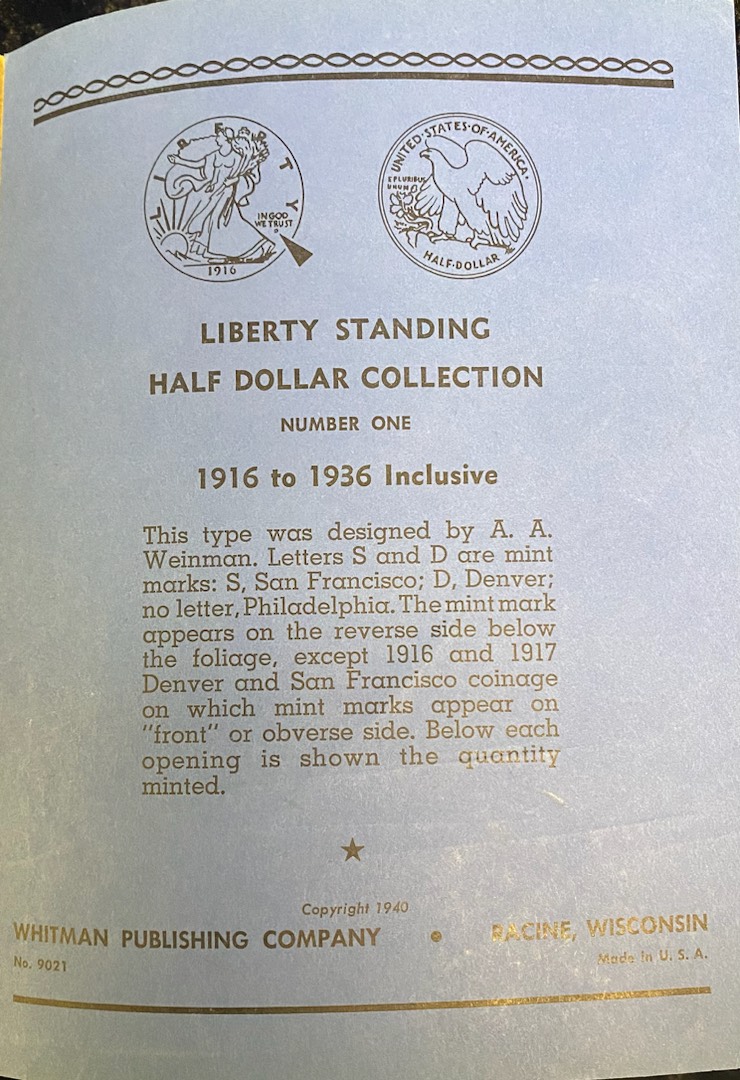 LIBERTY
IN GOD
WE TRUST
1916
UNITED·STATES·OF·AMERICA·
E PLURIBUS
UNUM
HALF·DOLLAR
LIBERTY STANDING
HALF DOLLAR COLLECTION
NUMBER ONE
1916 to 1936 Inclusive
This type was designed by A. A.
Weinman. Letters S and D are mint
marks: S, San Francisco; D, Denver;
no letter, Philadelphia. The mint mark
appears on the reverse side below
the foliage, except 1916 and 1917
Denver and San Francisco coinage
on which mint marks appear on
"front" or obverse side. Below each
opening is shown the quantity
minted.
Copyright 1940
WHITMAN PUBLISHING COMPANY • RACINE, WISCONSIN
No. 9021 Made in U. S. A.